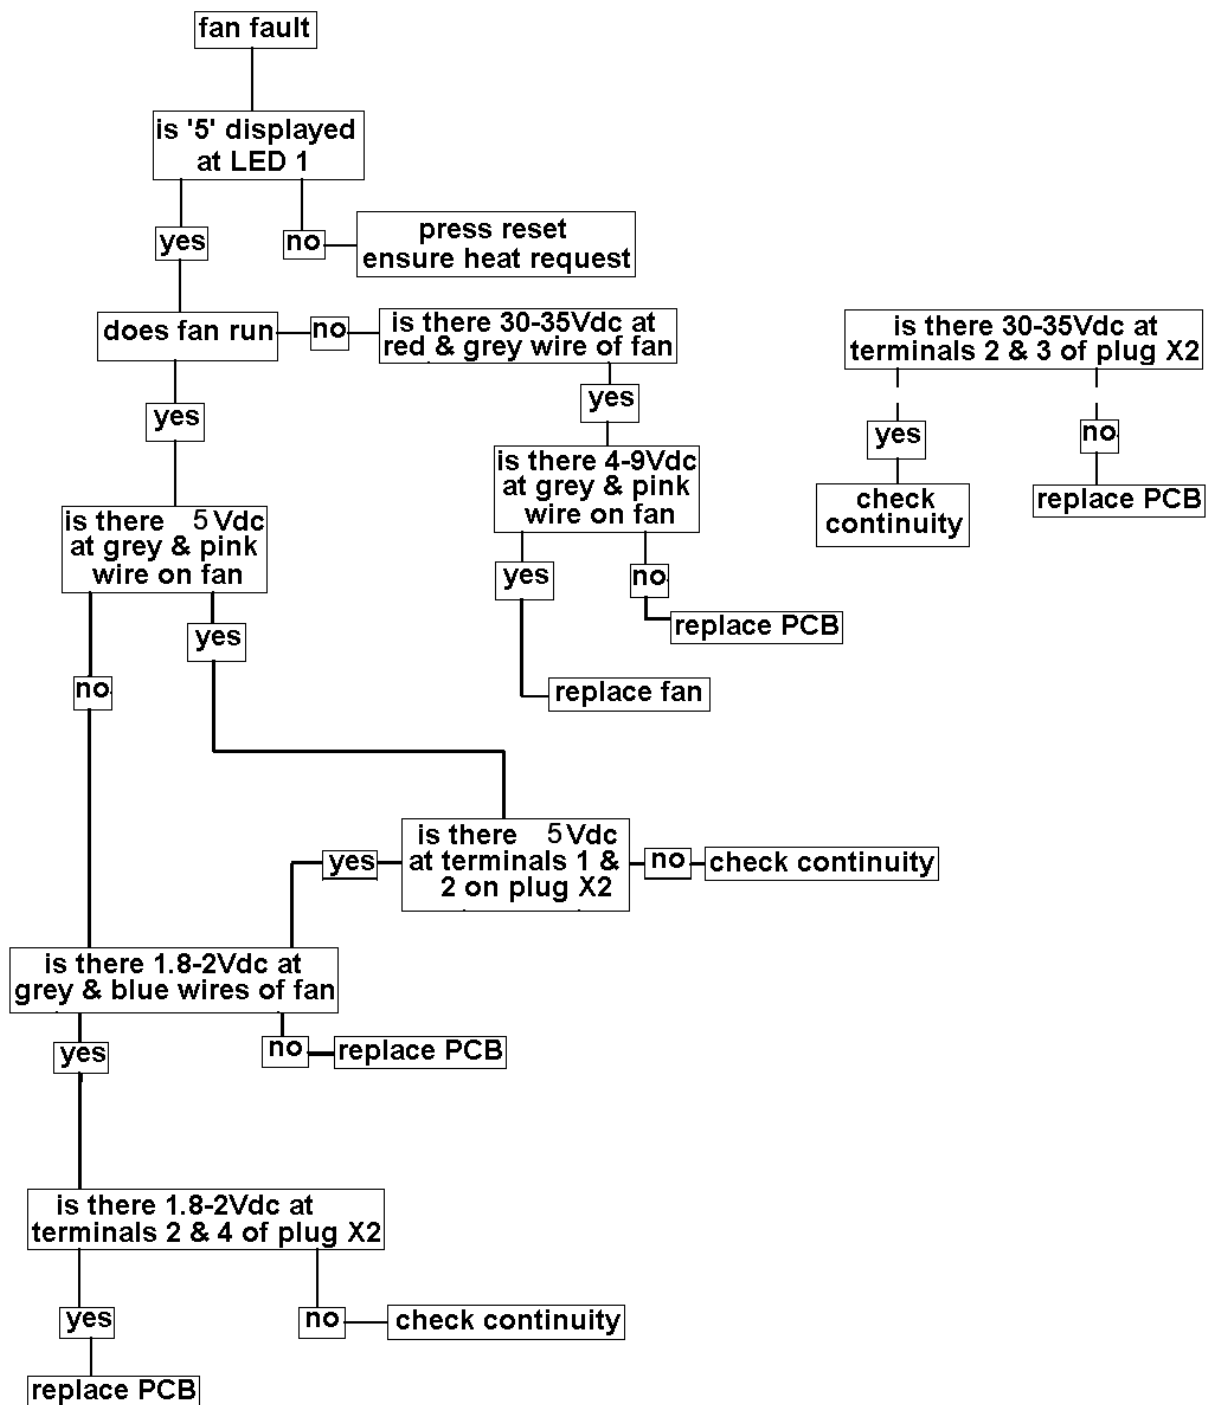 fan fault
is '5' displayed
at LED 1
yes
no
press reset
ensure heat request
does fan run
no
is there 30-35Vdc at
red & grey wire of fan
is there 30-35Vdc at
terminals 2 & 3 of plug X2
yes
yes
yes
no
is there 4-9Vdc
at grey & pink
wire on fan
check
continuity
replace PCB
is there 5 Vdc
at grey & pink
wire on fan
yes
no
replace PCB
yes
no
replace fan
is there 5 Vdc
at terminals 1 &
2 on plug X2
yes
no
check continuity
is there 1.8-2Vdc at
grey & blue wires of fan
yes
no
replace PCB
is there 1.8-2Vdc at
terminals 2 & 4 of plug X2
yes
no
check continuity
replace PCB